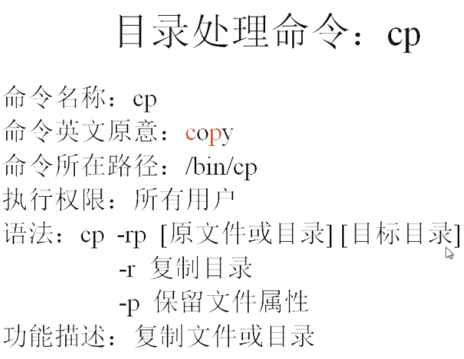 目录处理命令：cp
命令名称：cp
命令英文原意：copy
命令所在路径：/bin/cp
执行权限：所有用户
语法：cp -rp [原文件或目录] [目标目录]
-r 复制目录
-p 保留文件属性
功能描述：复制文件或目录